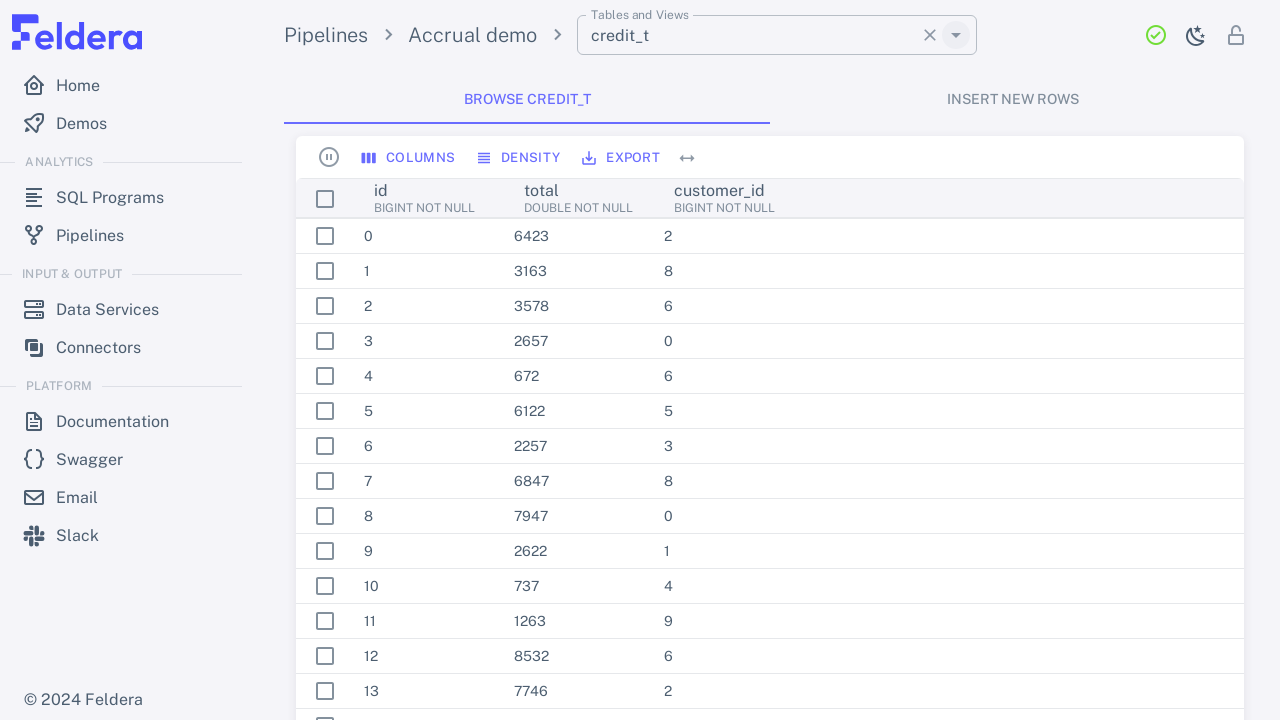 Feldera
Home
Demos
ANALYTICS
SQL Programs
Pipelines
INPUT & OUTPUT
Data Services
Connectors
PLATFORM
Documentation
Swagger
Email
Slack
© 2024 Feldera
Pipelines > Accrual demo >
Tables and Views
credit_t
BROWSE CREDIT_T INSERT NEW ROWS
COLUMNS DENSITY EXPORT
id total customer_id
BIGINT NOT NULL DOUBLE NOT NULL BIGINT NOT NULL
0 6423 2
1 3163 8
2 3578 6
3 2657 0
4 672 6
5 6122 5
6 2257 3
7 6847 8
8 7947 0
9 2622 1
10 737 4
11 1263 9
12 8532 6
13 7746 2